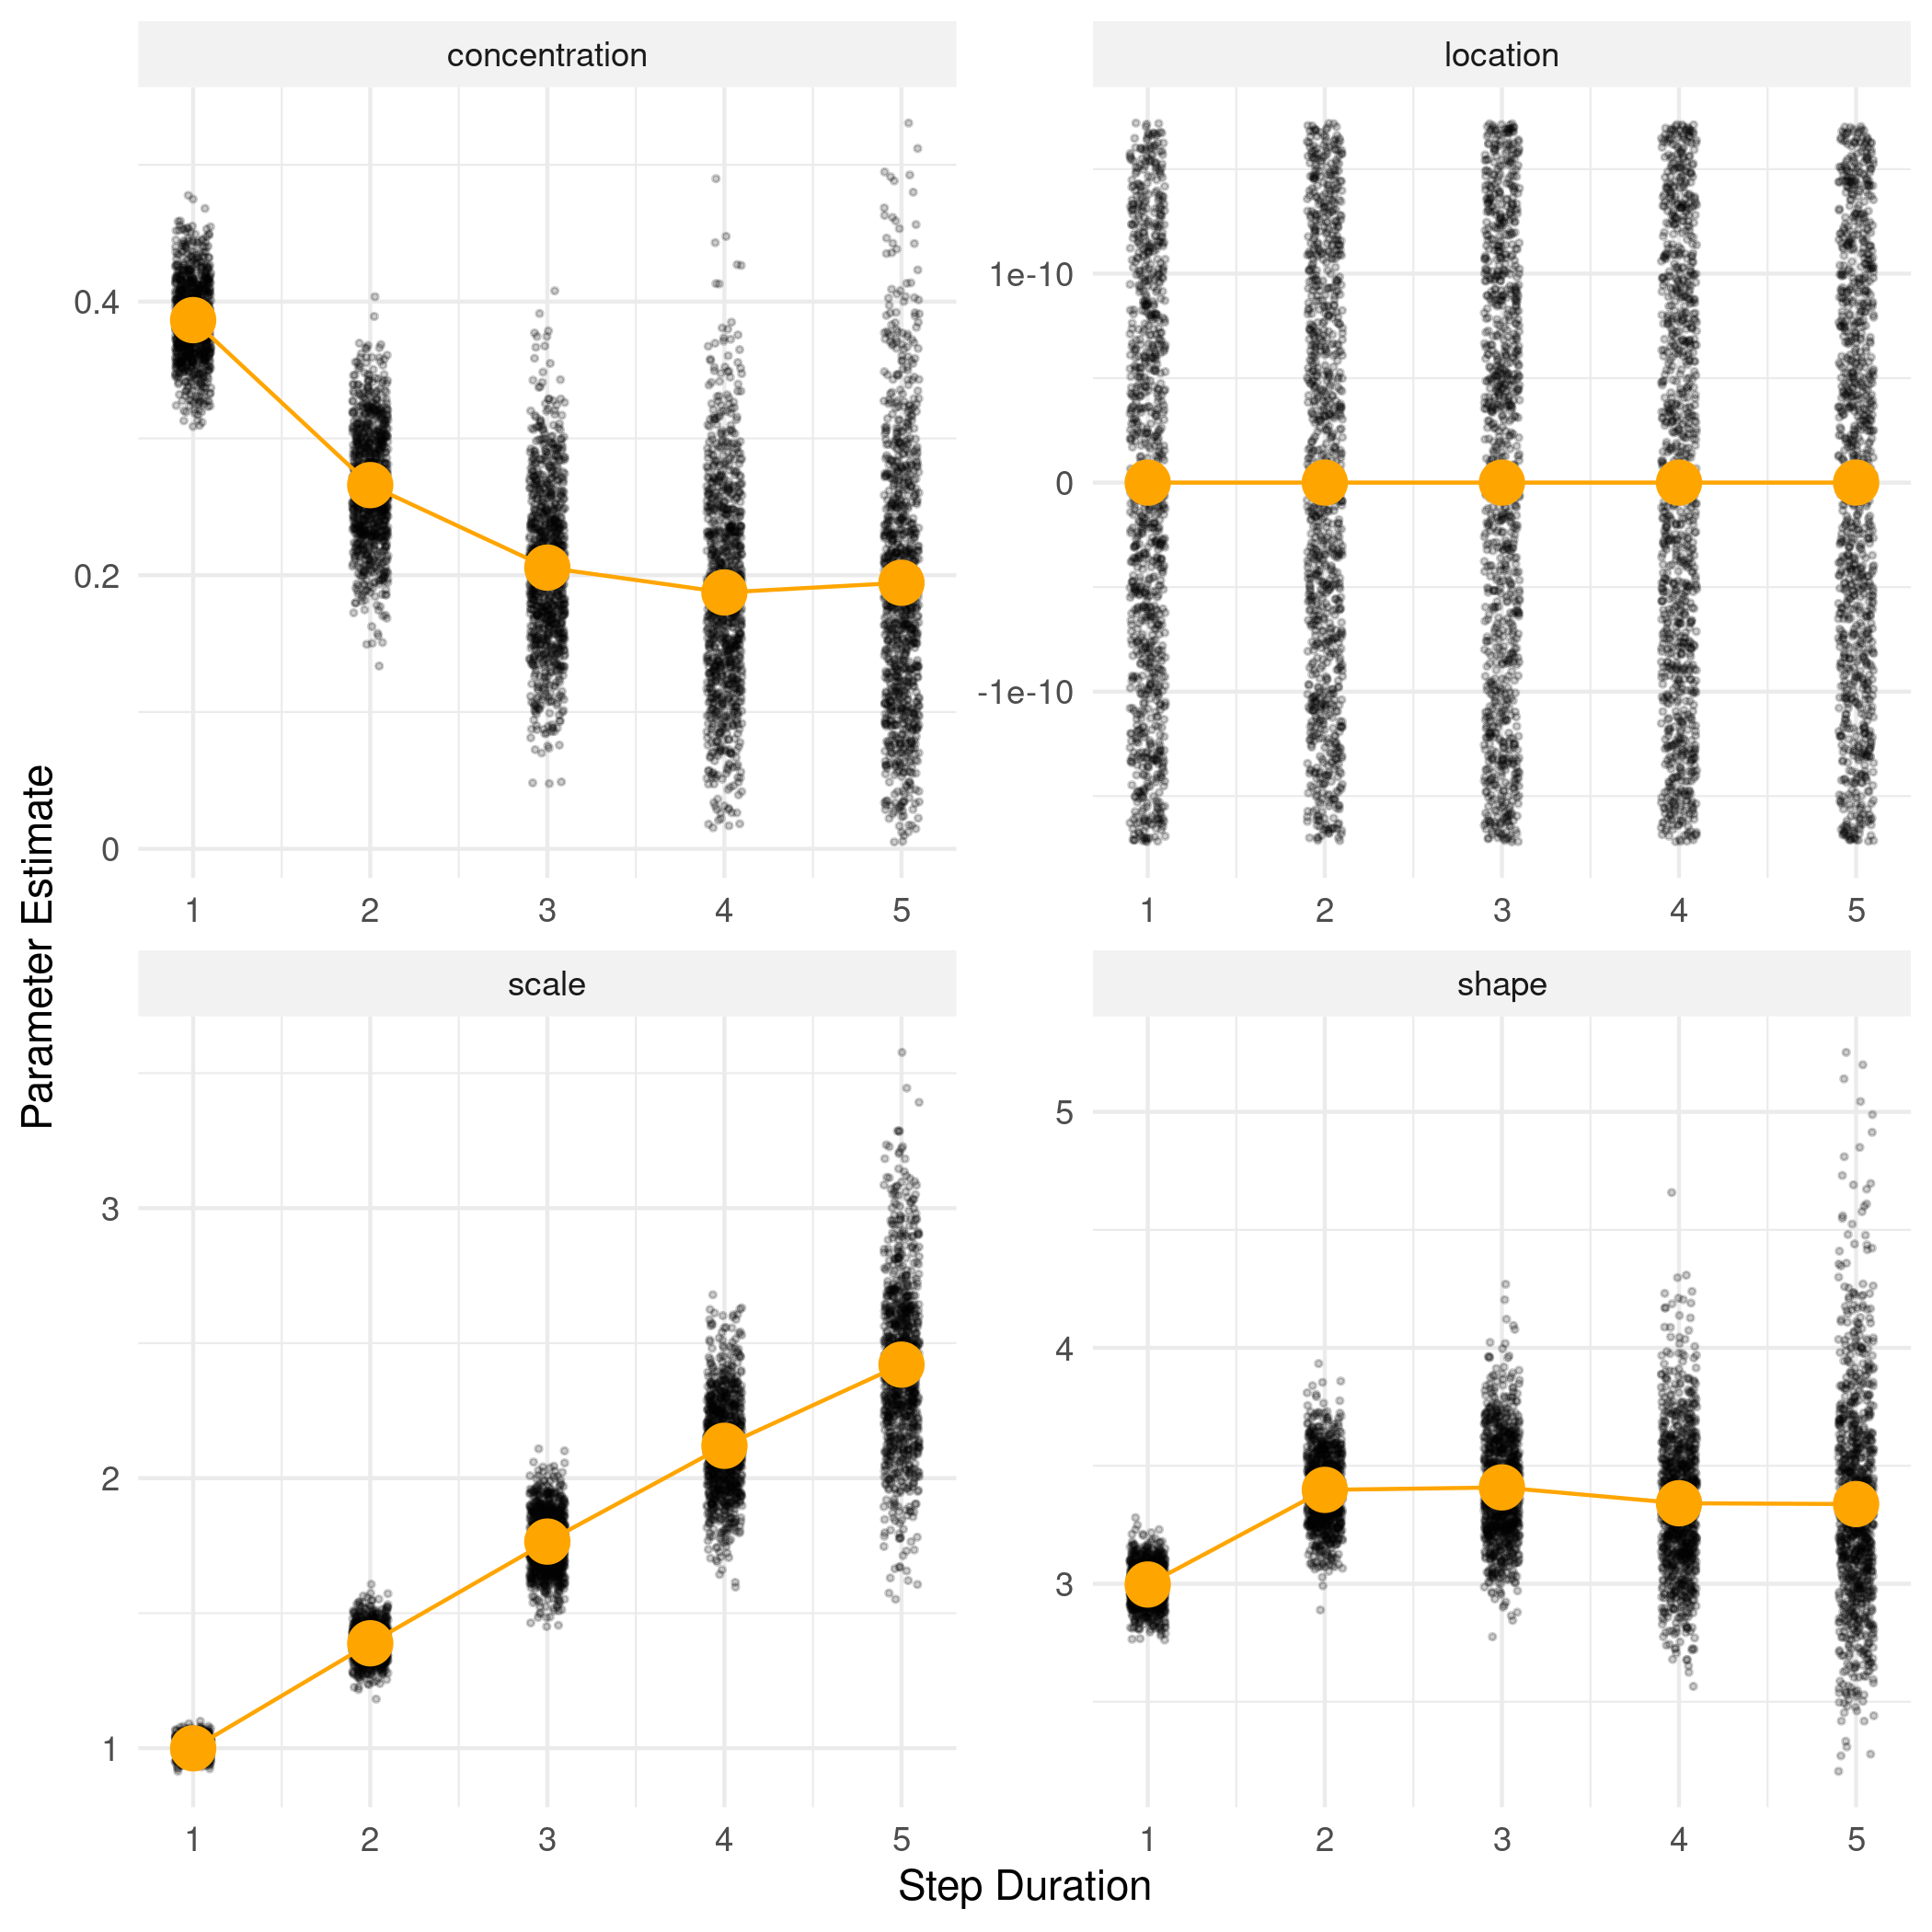 concentration
location
0.4
0.2
0
1 2 3 4 5
1e-10
0
-1e-10
1 2 3 4 5
Parameter Estimate
scale
shape
3
2
1
1 2 3 4 5
5
4
3
1 2 3 4 5
Step Duration